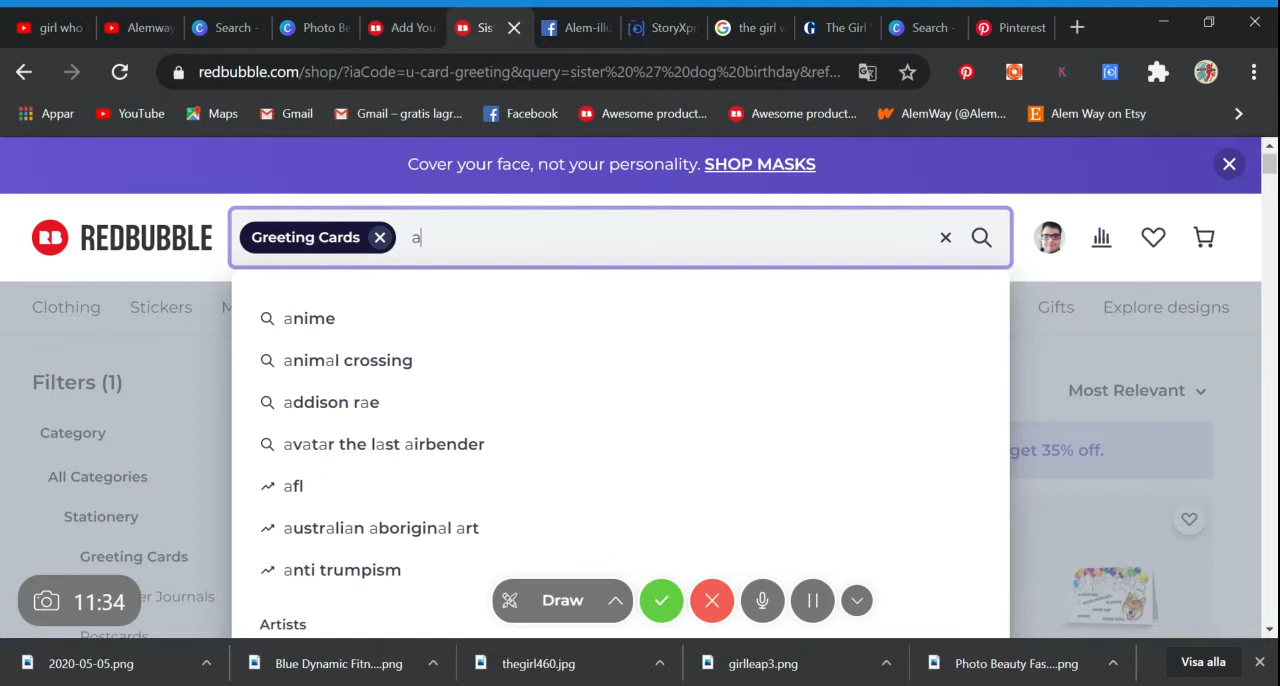 girl who
Alemway
Search -
Photo Be
Add You
Sis
Alem-illu
StoryXp
the girl w
The Girl
Search -
Pinterest
redbubble.com/shop/?iaCode=u-card-greeting&query=sister%20%27%20dog%20birthday&ref...
Appar
YouTube
Maps
Gmail
Gmail – gratis lagr...
Facebook
Awesome product...
Awesome product...
AlemWay (@Alem...
Alem Way on Etsy
Cover your face, not your personality. SHOP MASKS
RB REDBUBBLE
Greeting Cards
a
Clothing
Stickers
M
Gifts
Explore designs
anime
animal crossing
addison rae
avatar the last airbender
afl
australian aboriginal art
anti trumpism
Artists
Filters (1)
Category
All Categories
Stationery
Greeting Cards
er Journals
Postcards
Most Relevant
get 35% off.
11:34
Draw
2020-05-05.png
Blue Dynamic Fitn....png
thegirl460.jpg
girlleap3.png
Photo Beauty Fas....png
Visa alla